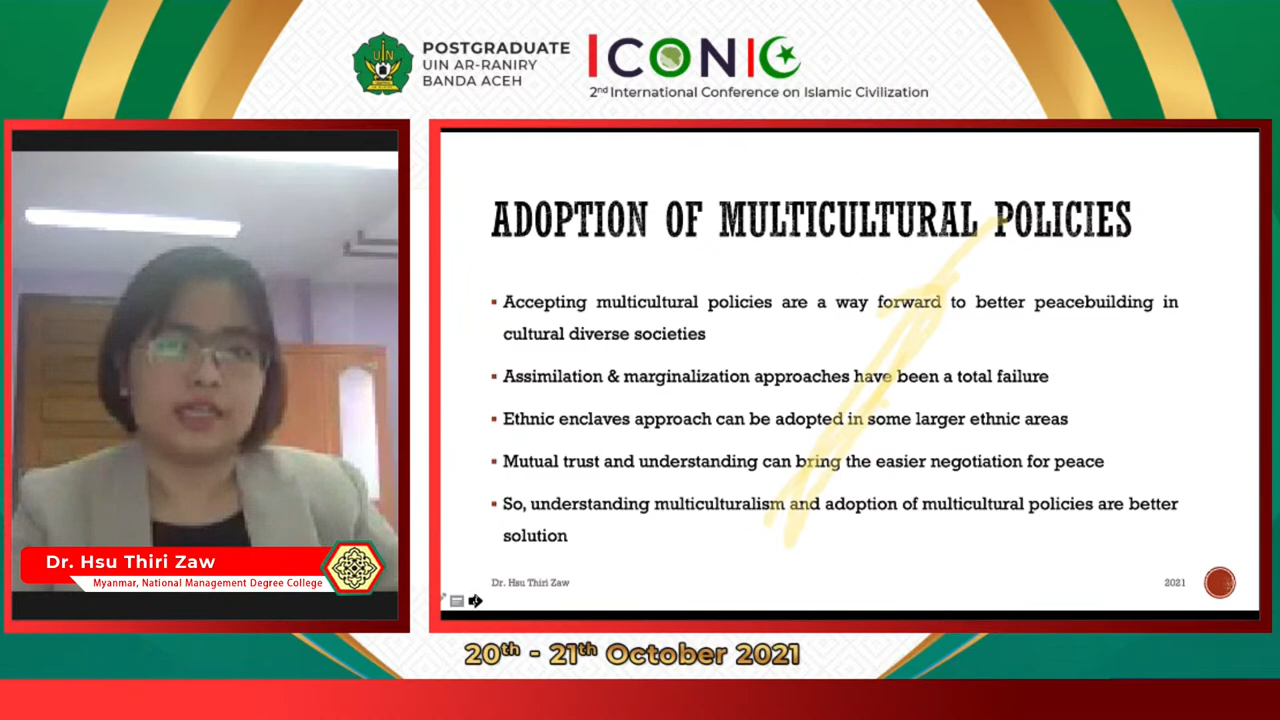 POSTGRADUATE
UIN AR-RANIRY
BANDA ACEH
UIN
ICONIC
2nd International Conference on Islamic Civilization
ADOPTION OF MULTICULTURAL POLICIES
▪ Accepting multicultural policies are a way forward to better peacebuilding in
cultural diverse societies
▪ Assimilation & marginalization approaches have been a total failure
▪ Ethnic enclaves approach can be adopted in some larger ethnic areas
▪ Mutual trust and understanding can bring the easier negotiation for peace
▪ So, understanding multiculturalism and adoption of multicultural policies are better
solution
Dr. Hsu Thiri Zaw
2021
Dr. Hsu Thiri Zaw
Myanmar, National Management Degree College
20th - 21th October 2021